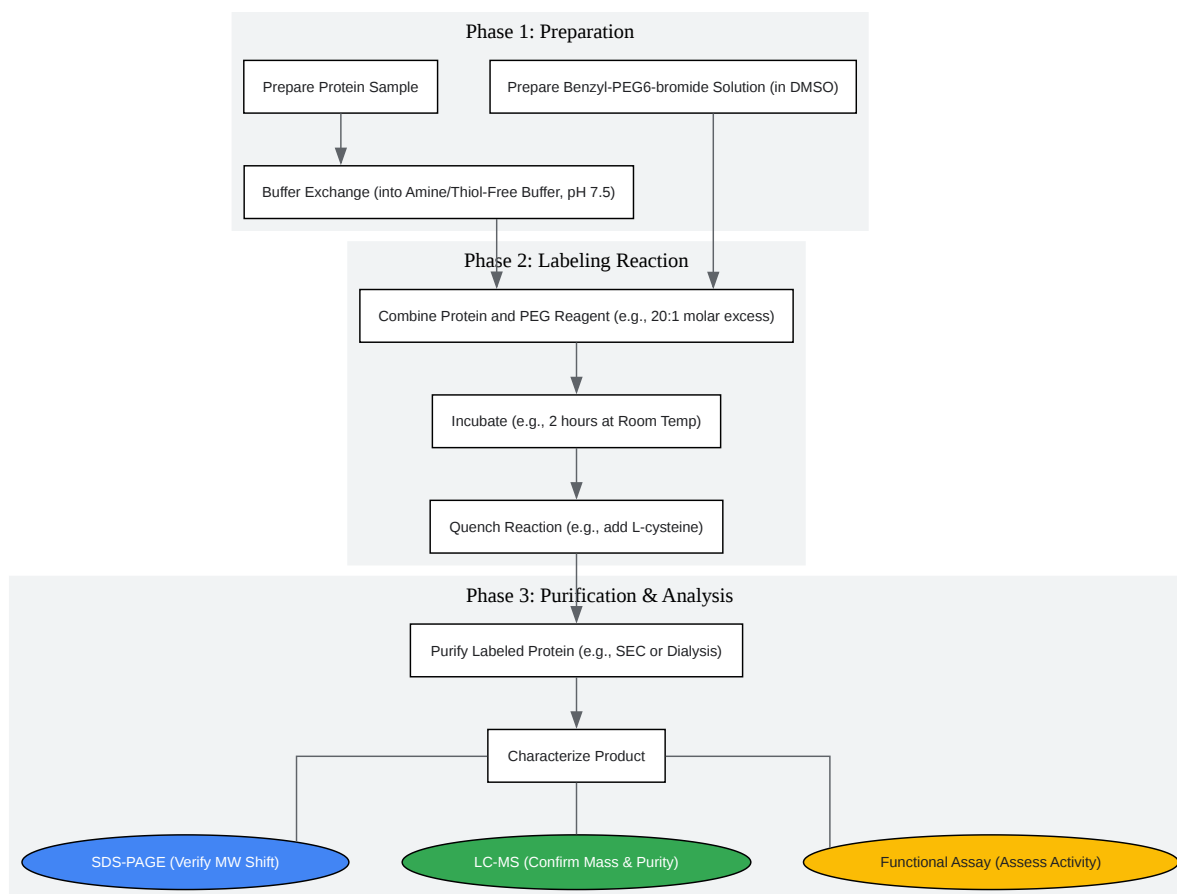 Phase 1: Preparation
Prepare Protein Sample
Prepare Benzyl-PEG6-bromide Solution (in DMSO)
Buffer Exchange (into Amine/Thiol-Free Buffer, pH 7.5)
Phase 2: Labeling Reaction
Combine Protein and PEG Reagent (e.g., 20:1 molar excess)
Incubate (e.g., 2 hours at Room Temp)
Quench Reaction (e.g., add L-cysteine)
Phase 3: Purification & Analysis
Purify Labeled Protein (e.g., SEC or Dialysis)
Characterize Product
SDS-PAGE (Verify MW Shift)
LC-MS (Confirm Mass & Purity)
Functional Assay (Assess Activity)